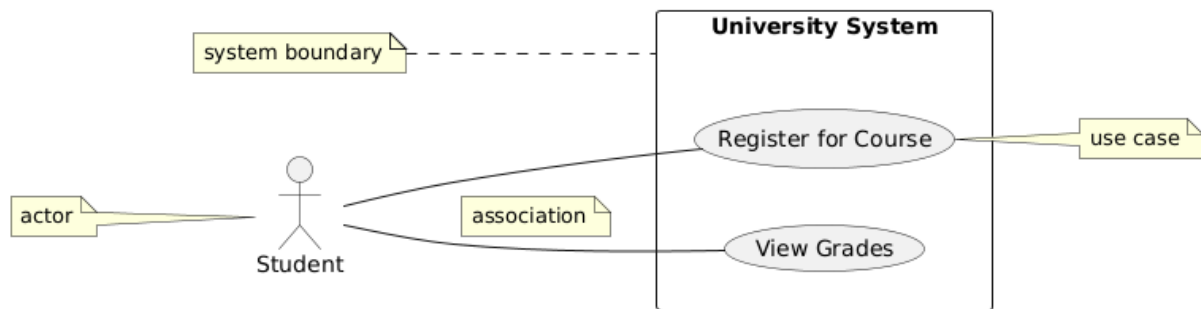 University System
system boundary
Register for Course
use case
actor
association
Student
View Grades